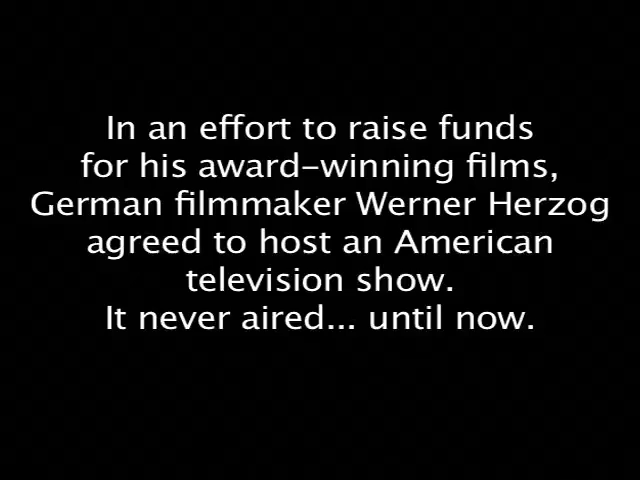 In an effort to raise funds
for his award-winning films,
German filmmaker Werner Herzog
agreed to host an American
television show.
It never aired... until now.